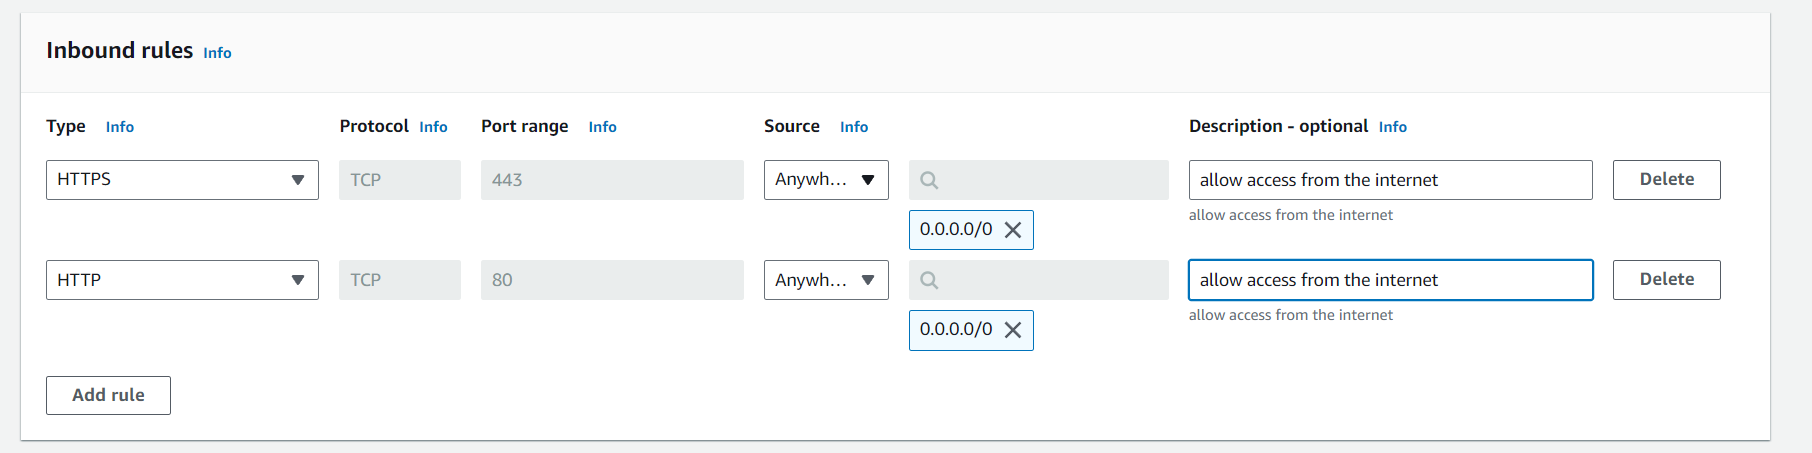 Inbound rules Info
Type Info Protocol Info Port range Info Source Info Description - optional Info
HTTPS TCP 443 Anywh... allow access from the internet Delete
allow access from the internet
0.0.0.0/0
HTTP TCP 80 Anywh... allow access from the internet Delete
allow access from the internet
0.0.0.0/0
Add rule